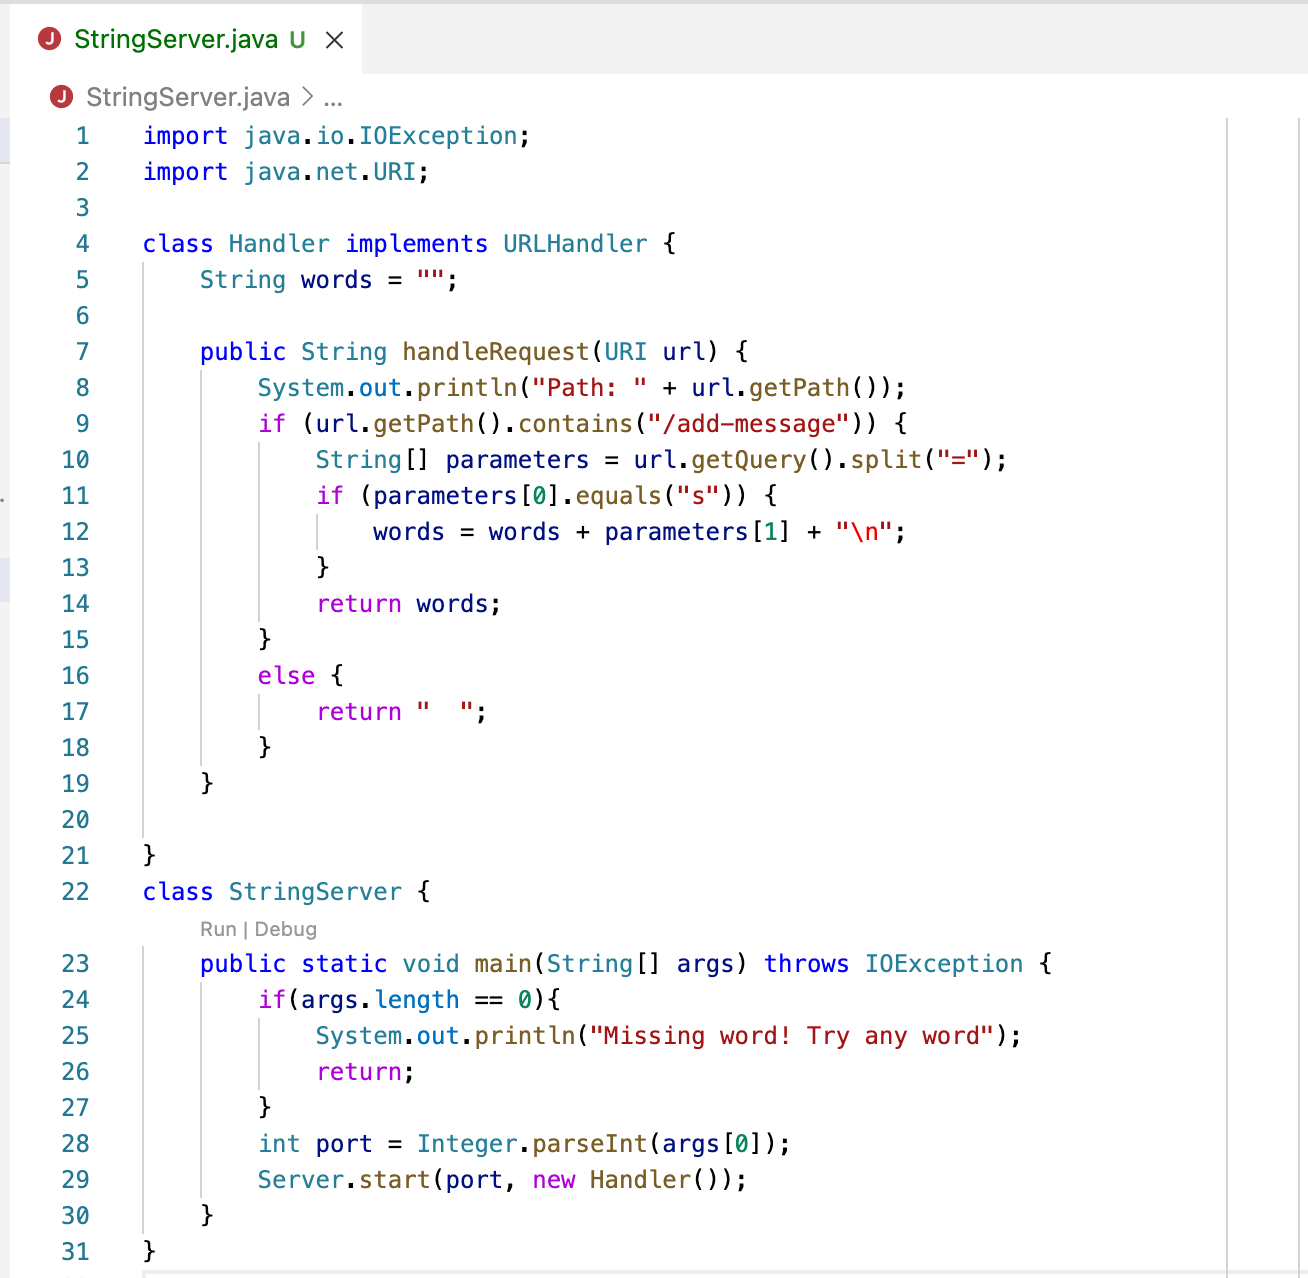 J StringServer.java U ×
J StringServer.java > ...
1 import java.io.IOException;
2 import java.net.URI;
3
4 class Handler implements URLHandler {
5     String words = "";
6
7     public String handleRequest(URI url) {
8         System.out.println("Path: " + url.getPath());
9         if (url.getPath().contains("/add-message")) {
10             String[] parameters = url.getQuery().split("=");
11             if (parameters[0].equals("s")) {
12                 words = words + parameters[1] + "\n";
13             }
14             return words;
15         }
16         else {
17             return "  ";
18         }
19     }
20
21 }
22 class StringServer {
Run | Debug
23     public static void main(String[] args) throws IOException {
24         if(args.length == 0){
25             System.out.println("Missing word! Try any word");
26             return;
27         }
28         int port = Integer.parseInt(args[0]);
29         Server.start(port, new Handler());
30     }
31 }